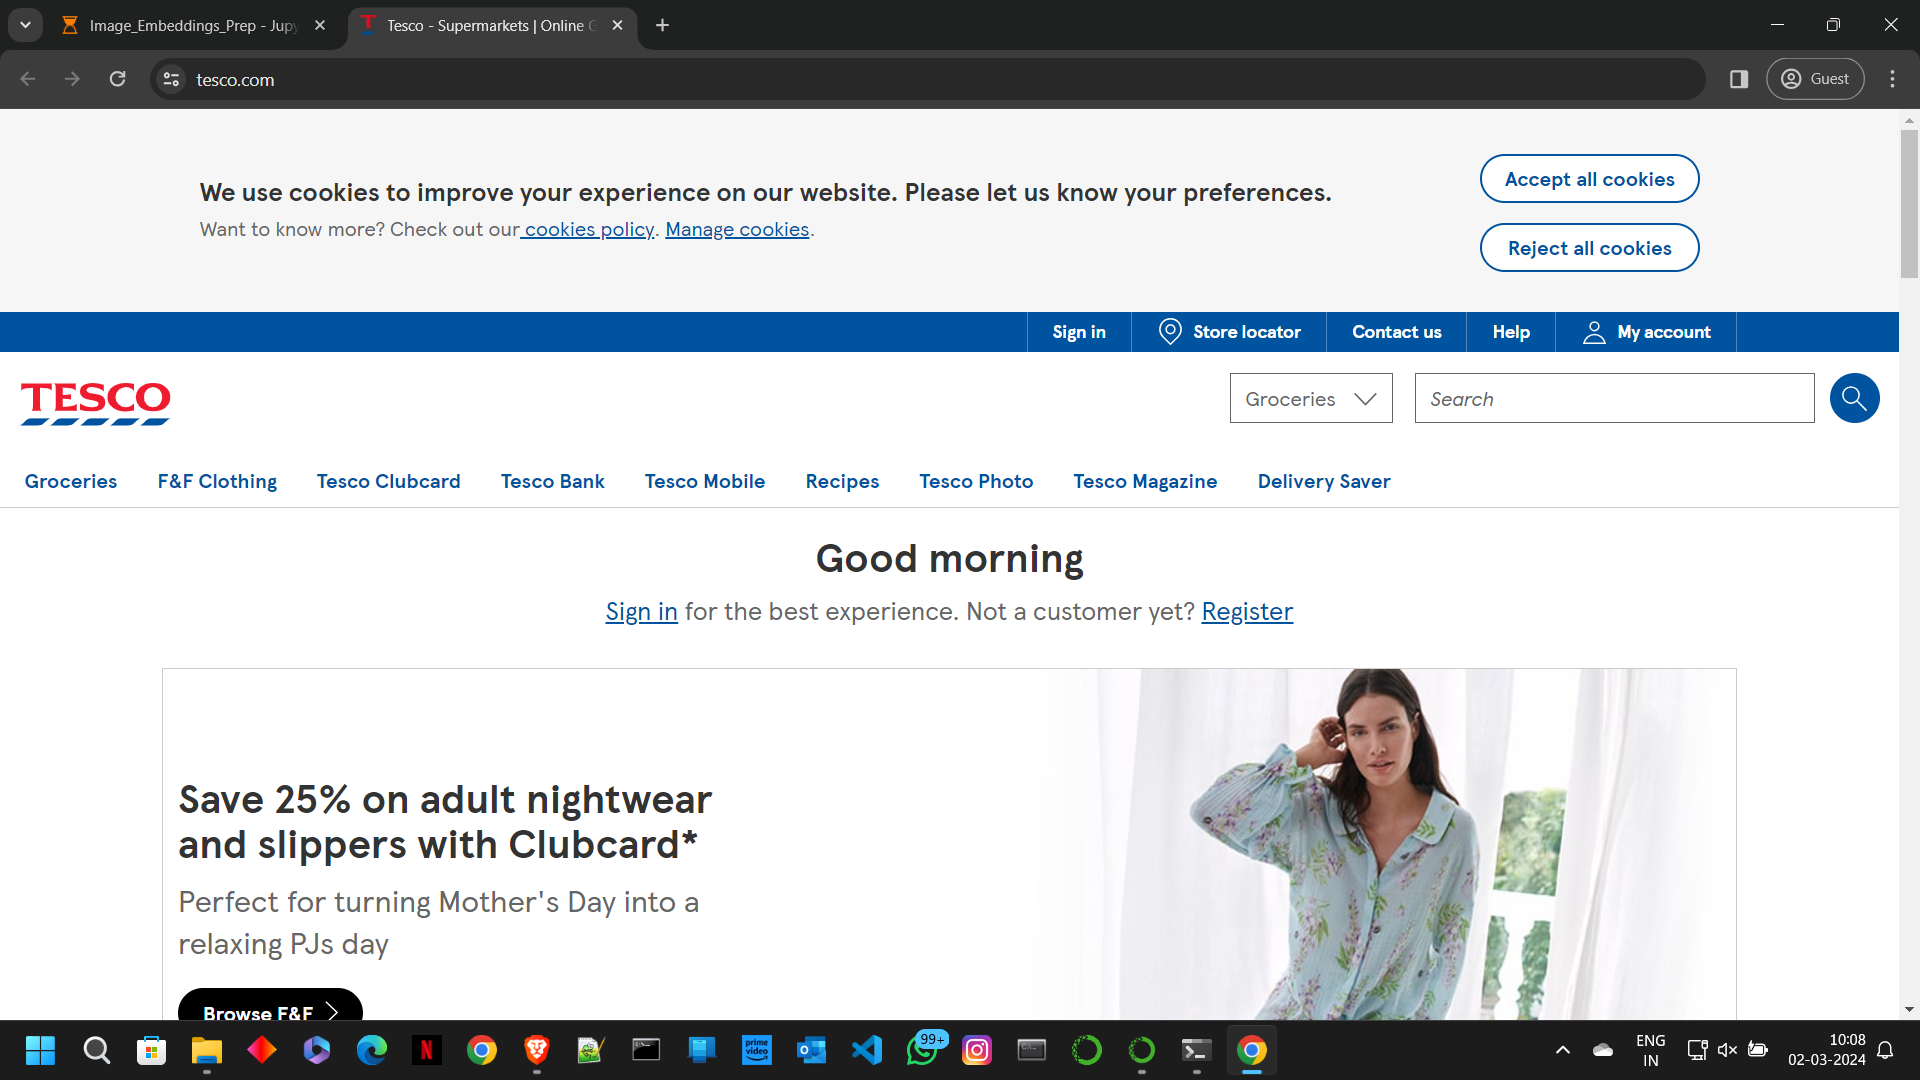 Image_Embeddings_Prep - Jupy
Tesco - Supermarkets | Online G
tesco.com
Guest
We use cookies to improve your experience on our website. Please let us know your preferences.
Want to know more? Check out our cookies policy. Manage cookies.
Accept all cookies
Reject all cookies
Sign in
Store locator
Contact us
Help
My account
TESCO
Groceries
Search
Groceries
F&F Clothing
Tesco Clubcard
Tesco Bank
Tesco Mobile
Recipes
Tesco Photo
Tesco Magazine
Delivery Saver
Good morning
Sign in for the best experience. Not a customer yet? Register
Save 25% on adult nightwear
and slippers with Clubcard*
Perfect for turning Mother's Day into a
relaxing PJs day
Browse F&F
prime
video
99+
ENG
IN
10:08
02-03-2024